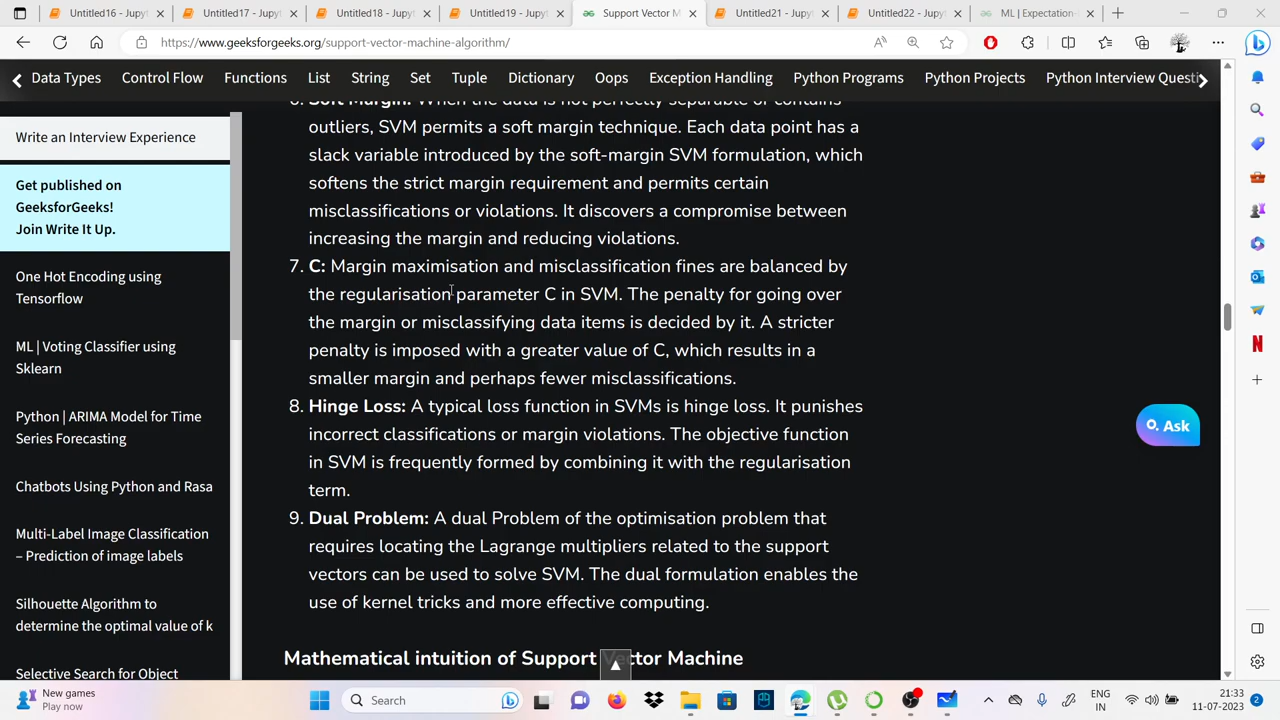 Untitled16 - Jupyt
Untitled17 - Jupyt
Untitled18 - Jupyt
Untitled19 - Jupyt
Support Vector M
Untitled21 - Jupyt
Untitled22 - Jupyt
ML | Expectation-
https://www.geeksforgeeks.org/support-vector-machine-algorithm/
Data Types Control Flow Functions List String Set Tuple Dictionary Oops Exception Handling Python Programs Python Projects Python Interview Questi
Write an Interview Experience
Get published on
GeeksforGeeks!
Join Write It Up.
One Hot Encoding using
Tensorflow
ML | Voting Classifier using
Sklearn
Python | ARIMA Model for Time
Series Forecasting
Chatbots Using Python and Rasa
Multi-Label Image Classification
– Prediction of image labels
Silhouette Algorithm to
determine the optimal value of k
Selective Search for Object
6. Soft Margin: When the data is not perfectly separable or contains
outliers, SVM permits a soft margin technique. Each data point has a
slack variable introduced by the soft-margin SVM formulation, which
softens the strict margin requirement and permits certain
misclassifications or violations. It discovers a compromise between
increasing the margin and reducing violations.
7. C: Margin maximisation and misclassification fines are balanced by
the regularisation parameter C in SVM. The penalty for going over
the margin or misclassifying data items is decided by it. A stricter
penalty is imposed with a greater value of C, which results in a
smaller margin and perhaps fewer misclassifications.
8. Hinge Loss: A typical loss function in SVMs is hinge loss. It punishes
incorrect classifications or margin violations. The objective function
in SVM is frequently formed by combining it with the regularisation
term.
9. Dual Problem: A dual Problem of the optimisation problem that
requires locating the Lagrange multipliers related to the support
vectors can be used to solve SVM. The dual formulation enables the
use of kernel tricks and more effective computing.
Mathematical intuition of Support Vector Machine
Ask
New games
Play now
Search
ENG
IN
21:33
11-07-2023
2